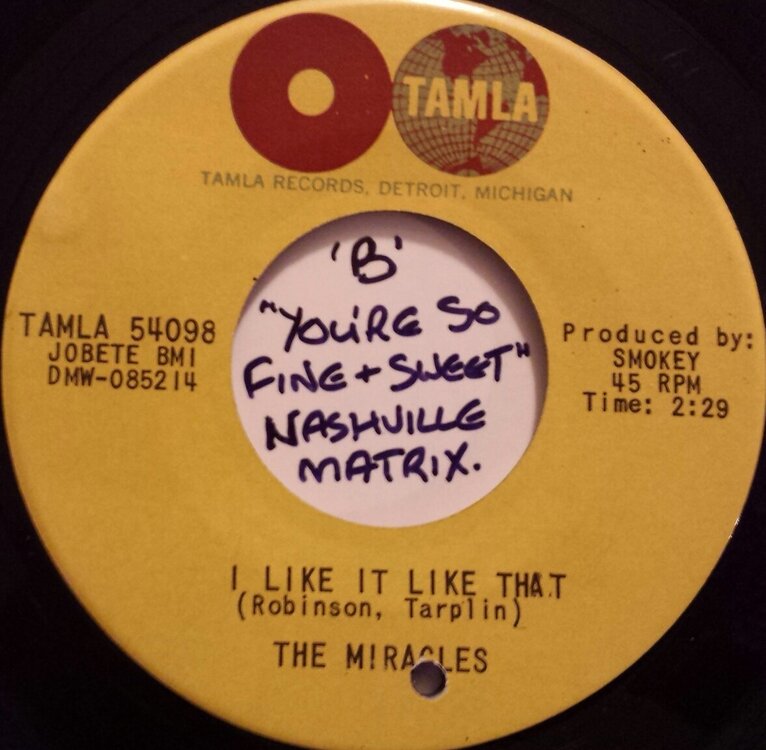 TAMLA
TAMLA RECORDS, DETROIT, MICHIGAN
'B'
"YOU'RE SO
FINE + SWEET"
NASHVILLE
MATRIX.
TAMLA 54098
JOBETE BMI
DMW-085214
Produced by:
SMOKEY
45 RPM
Time: 2:29
I LIKE IT LIKE THAT
(Robinson, Tarplin)
THE MIRACLES